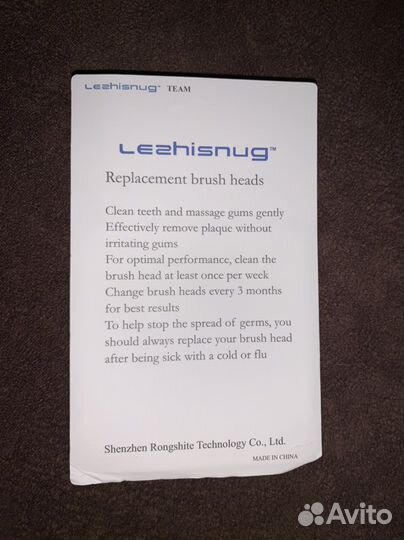 Lezhisnug™ TEAM
Lezhisnug™
Replacement brush heads
Clean teeth and massage gums gently
Effectively remove plaque without
irritating gums
For optimal performance, clean the
brush head at least once per week
Change brush heads every 3 months
for best results
To help stop the spread of germs, you
should always replace your brush head
after being sick with a cold or flu
Shenzhen Rongshite Technology Co., Ltd.
MADE IN CHINA
Avito